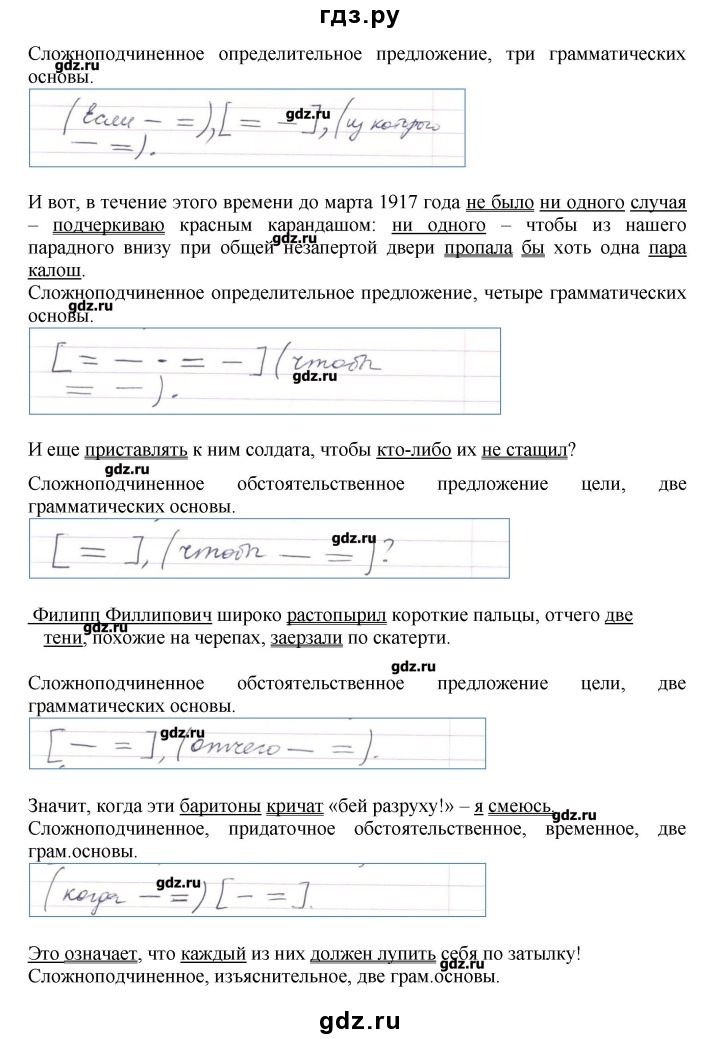 гдз.ру
Сложноподчиненное определительное предложение, три грамматических
gdz.ru
основы.
gdz.ru
(Если – =), [= –], (из которого
– =).
И вот, в течение этого времени до марта 1917 года не было ни одного случая
– подчеркиваю красным карандашом: ни одного – чтобы из нашего
gdz.ru
парадного внизу при общей незапертой двери пропала бы хоть одна пара
калош.
Сложноподчиненное определительное предложение, четыре грамматических
gdz.ru
основы.
[= – - = –] (чтобы
gdz.ru
= –).
И еще приставлять к ним солдата, чтобы кто-либо их не стащил?
gdz.ru
Сложноподчиненное обстоятельственное предложение цели, две
грамматических основы.
gdz.ru
[ = ], (чтобы – = )?
Филипп Филлипович широко растопырил короткие пальцы, отчего две
gdz.ru
тени, похожие на черепах, заерзали по скатерти.
gdz.ru
Сложноподчиненное обстоятельственное предложение цели, две
грамматических основы.
gdz.ru
[ – = ], (отчего – = ).
Значит, когда эти баритоны кричат «бей разруху!» – я смеюсь.
gdz.ru
Сложноподчиненное, придаточное обстоятельственное, временное, две
грам.основы.
gdz.ru
(когда – =) [ – = ].
Это означает, что каждый из них должен лупить себя по затылку!
gdz.ru
Сложноподчиненное, изъяснительное, две грам.основы.
gdz.ru